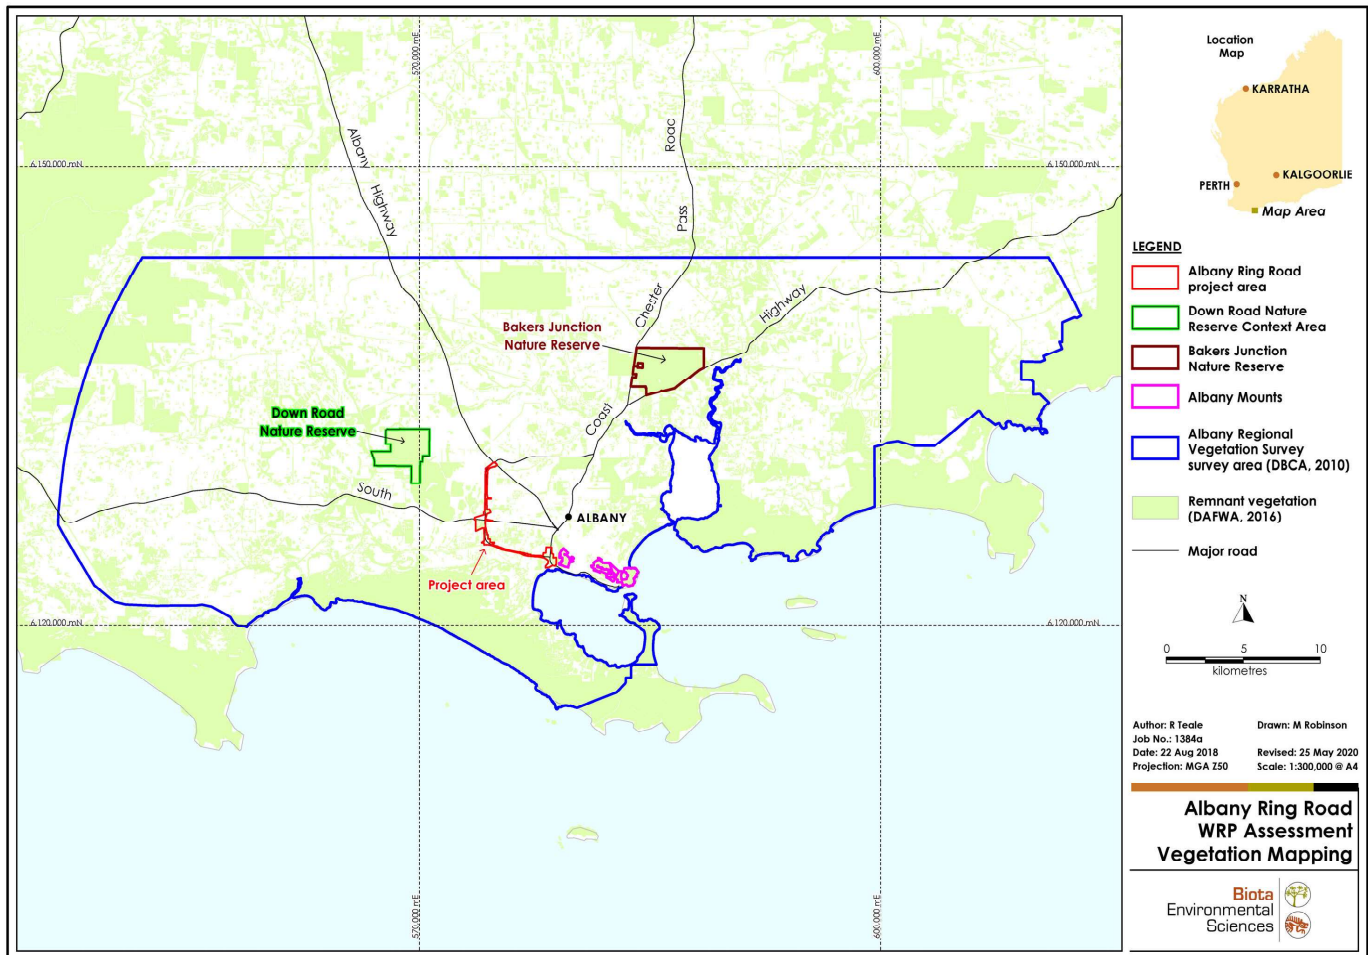 570,000 mE
600,000 mE
Albany
Highway
Roac
Pass
6,150,000 mN
6,150,000 mN
Chester
Highway
Bakers Junction
Nature Reserve
Down Road
Nature Reserve
Coast
South
ALBANY
Project area
6,120,000 mN
6,120,000 mN
570,000 mE
600,000 mE
Location
Map
KARRATHA
KALGOORLIE
PERTH
Map Area
LEGEND
Albany Ring Road
project area
Down Road Nature
Reserve Context Area
Bakers Junction
Nature Reserve
Albany Mounts
Albany Regional
Vegetation Survey
survey area (DBCA, 2010)
Remnant vegetation
(DAFWA, 2016)
Major road
N
0 5 10
kilometres
Author: R Teale Drawn: M Robinson
Job No.: 1384a
Date: 22 Aug 2018 Revised: 25 May 2020
Projection: MGA Z50 Scale: 1:300,000 @ A4
Albany Ring Road
WRP Assessment
Vegetation Mapping
Biota
Environmental
Sciences